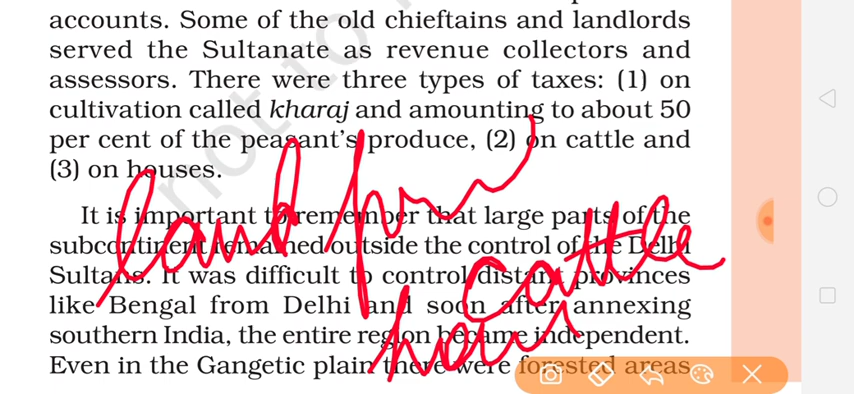 accounts. Some of the old chieftains and landlords
served the Sultanate as revenue collectors and
assessors. There were three types of taxes: (1) on
cultivation called kharaj and amounting to about 50
per cent of the peasant's produce, (2) on cattle and
(3) on houses.
It is important to remember that large parts of the
subcontinent remained outside the control of the Delhi
Sultans. It was difficult to control distant provinces
like Bengal from Delhi and soon after annexing
southern India, the entire region became independent.
Even in the Gangetic plain there were forested areas
not to
land
cattle